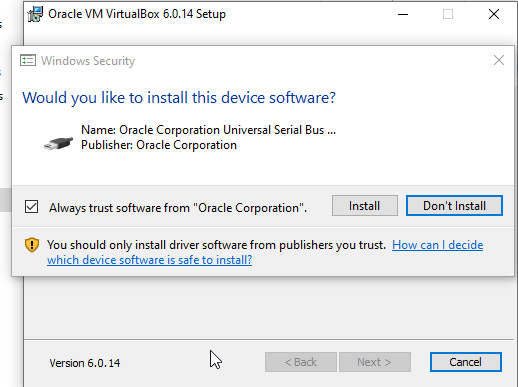 Oracle VM VirtualBox 6.0.14 Setup
Windows Security
Would you like to install this device software?
Name: Oracle Corporation Universal Serial Bus ...
Publisher: Oracle Corporation
Always trust software from "Oracle Corporation".
Install
Don't Install
You should only install driver software from publishers you trust. How can I decide
which device software is safe to install?
Version 6.0.14
< Back
Next >
Cancel